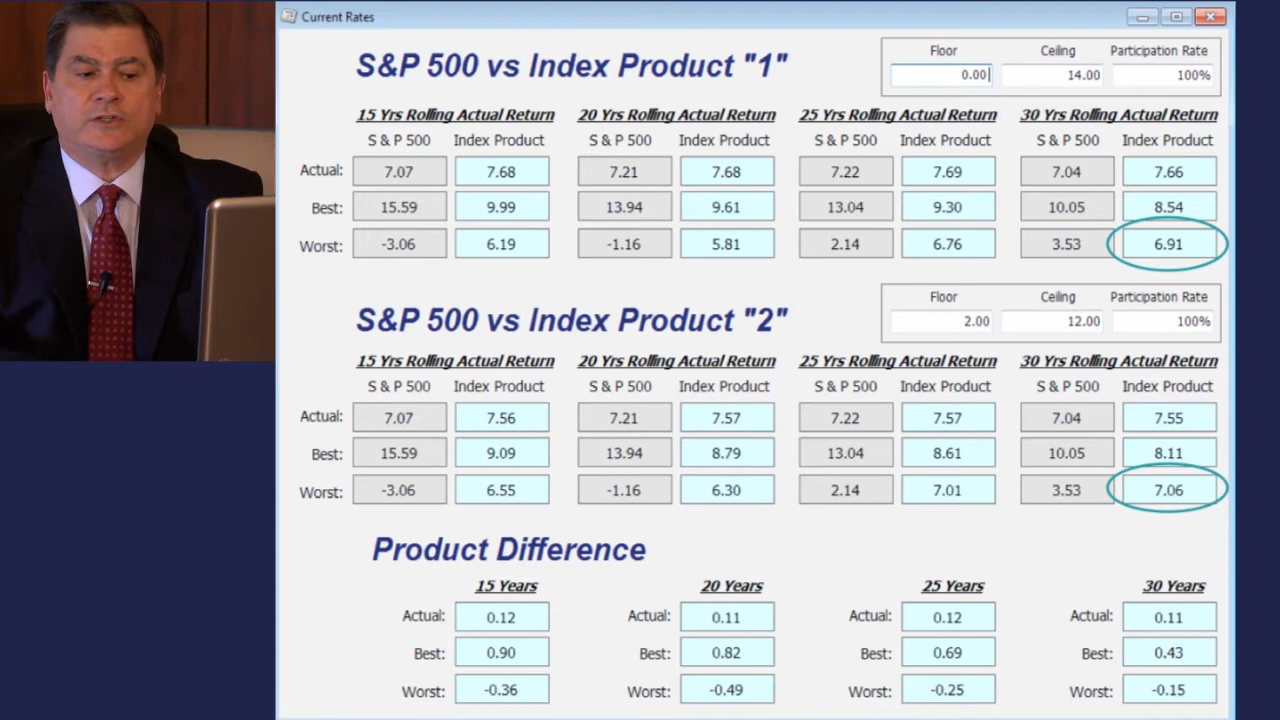 Current Rates
S&P 500 vs Index Product "1"
Floor Ceiling Participation Rate
0.00 14.00 100%
15 Yrs Rolling Actual Return 20 Yrs Rolling Actual Return 25 Yrs Rolling Actual Return 30 Yrs Rolling Actual Return
S & P 500 Index Product S & P 500 Index Product S & P 500 Index Product S & P 500 Index Product
Actual: 7.07 7.68 7.21 7.68 7.22 7.69 7.04 7.66
Best: 15.59 9.99 13.94 9.61 13.04 9.30 10.05 8.54
Worst: -3.06 6.19 -1.16 5.81 2.14 6.76 3.53 6.91
S&P 500 vs Index Product "2"
Floor Ceiling Participation Rate
2.00 12.00 100%
15 Yrs Rolling Actual Return 20 Yrs Rolling Actual Return 25 Yrs Rolling Actual Return 30 Yrs Rolling Actual Return
S & P 500 Index Product S & P 500 Index Product S & P 500 Index Product S & P 500 Index Product
Actual: 7.07 7.56 7.21 7.57 7.22 7.57 7.04 7.55
Best: 15.59 9.09 13.94 8.79 13.04 8.61 10.05 8.11
Worst: -3.06 6.55 -1.16 6.30 2.14 7.01 3.53 7.06
Product Difference
15 Years 20 Years 25 Years 30 Years
Actual: 0.12 Actual: 0.11 Actual: 0.12 Actual: 0.11
Best: 0.90 Best: 0.82 Best: 0.69 Best: 0.43
Worst: -0.36 Worst: -0.49 Worst: -0.25 Worst: -0.15